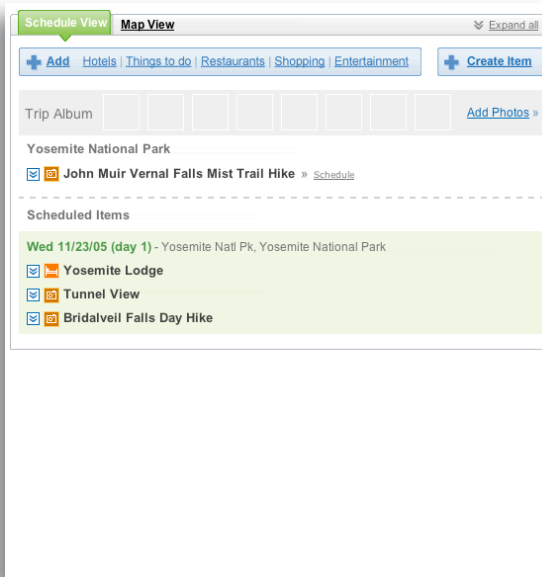 Schedule View Map View Expand all
Add Hotels | Things to do | Restaurants | Shopping | Entertainment Create Item
Trip Album Add Photos »
Yosemite National Park
John Muir Vernal Falls Mist Trail Hike » Schedule
Scheduled Items
Wed 11/23/05 (day 1) - Yosemite Natl Pk, Yosemite National Park
Yosemite Lodge
Tunnel View
Bridalveil Falls Day Hike